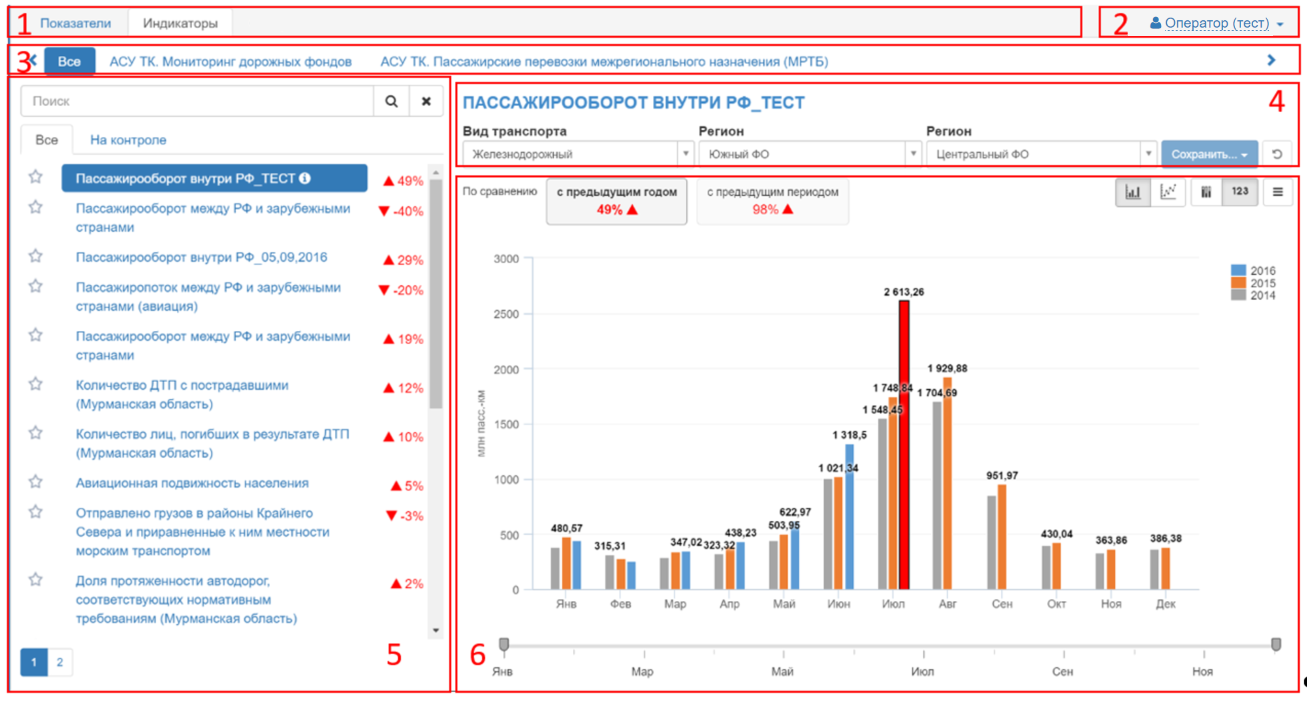 1 Показатели Индикаторы
2 Оператор (тест)
3 Все АСУ ТК. Мониторинг дорожных фондов АСУ ТК. Пассажирские перевозки межрегионального назначения (МРТБ)
Поиск
Все На контроле
Пассажирооборот внутри РФ_ТЕСТ 49%
Пассажирооборот между РФ и зарубежными -40%
странами
Пассажирооборот внутри РФ_05,09,2016 29%
Пассажиропоток между РФ и зарубежными -20%
странами (авиация)
Пассажирооборот между РФ и зарубежными 19%
странами
Количество ДТП с пострадавшими 12%
(Мурманская область)
Количество лиц, погибших в результате ДТП 10%
(Мурманская область)
Авиационная подвижность населения 5%
Отправлено грузов в районы Крайнего -3%
Севера и приравненные к ним местности
морским транспортом
Доля протяженности автодорог, 2%
соответствующих нормативным
требованиям (Мурманская область)
1 2
5
ПАССАЖИРООБОРОТ ВНУТРИ РФ_ТЕСТ 4
Вид транспорта Регион Регион
Железнодорожный Южный ФО Центральный ФО Сохранить...
По сравнению с предыдущим годом с предыдущим периодом 123
49% 98%
3000
2500
2000
1500
1000
500
0
млн пасс.-км
2016
2015
2014
480,57
315,31
347,02
323,32
438,23
503,95
622,97
1 021,34
1 318,5
1 548,45
1 748,84
2 613,26
1 704,69
1 929,88
951,97
430,04
363,86
386,38
Янв Фев Мар Апр Май Июн Июл Авг Сен Окт Ноя Дек
6
Янв Мар Май Июл Сен Ноя